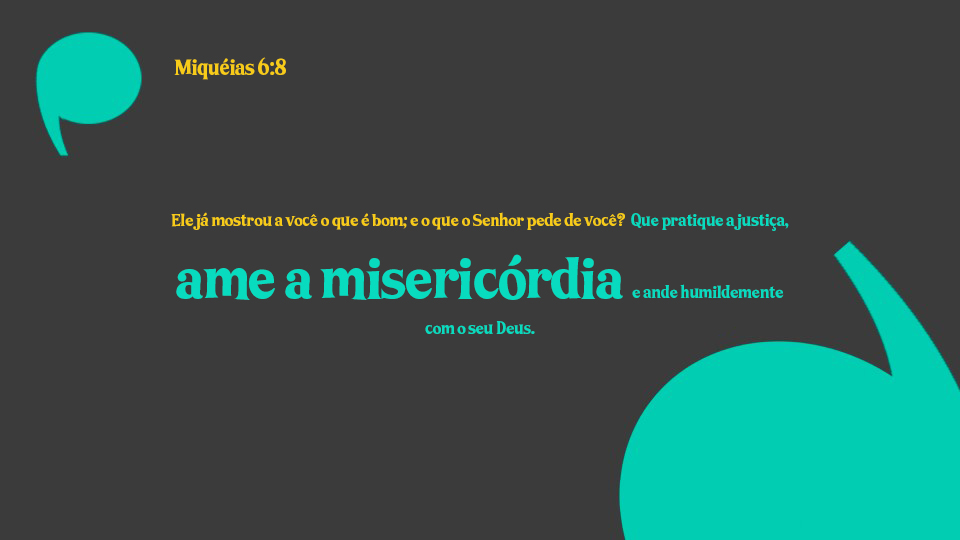 Miquéias 6:8
Ele já mostrou a você o que é bom; e o que o Senhor pede de você? Que pratique a justiça,
ame a misericórdia e ande humildemente
com o seu Deus.